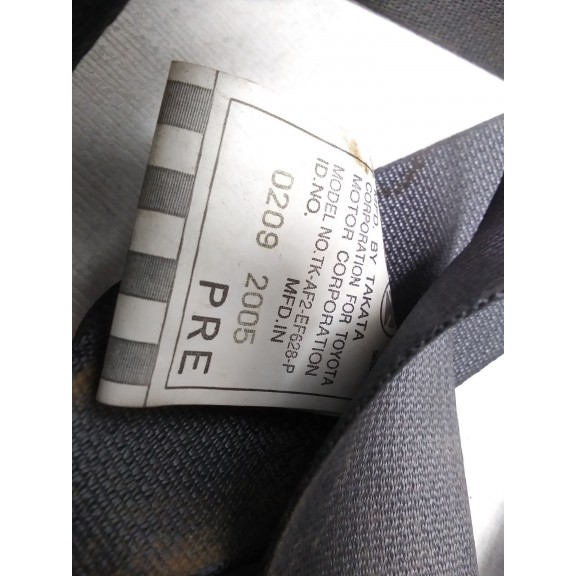 BY TAKATA
CORPORATION FOR TOYOTA
MOTOR CORPORATION
MODEL NO.TK-AF2-EF628-P
ID.NO. MFD.IN
0209 2005
PRE